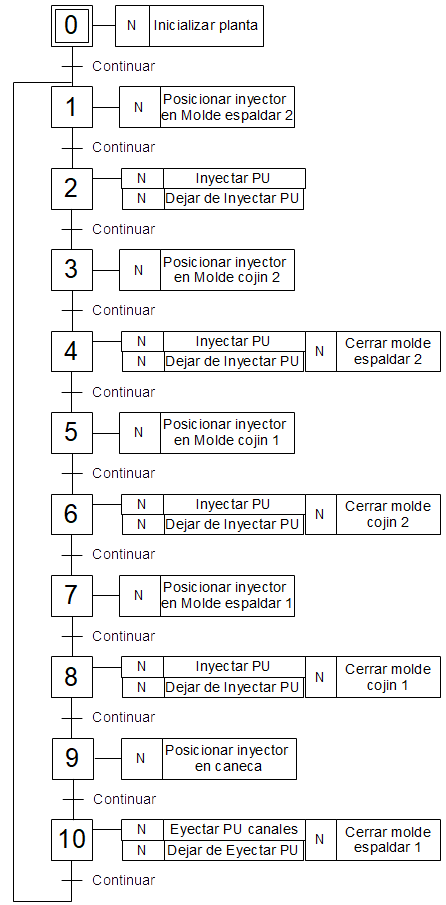 0
N
Inicializar planta
Continuar
1
N
Posicionar inyector
en Molde espaldar 2
Continuar
2
N
Inyectar PU
N
Dejar de Inyectar PU
Continuar
3
N
Posicionar inyector
en Molde cojin 2
Continuar
4
N
Inyectar PU
N
Dejar de Inyectar PU
N
Cerrar molde
espaldar 2
Continuar
5
N
Posicionar inyector
en Molde cojin 1
Continuar
6
N
Inyectar PU
N
Dejar de Inyectar PU
N
Cerrar molde
cojin 2
Continuar
7
N
Posicionar inyector
en Molde espaldar 1
Continuar
8
N
Inyectar PU
N
Dejar de Inyectar PU
N
Cerrar molde
cojin 1
Continuar
9
N
Posicionar inyector
en caneca
Continuar
10
N
Eyectar PU canales
N
Dejar de Eyectar PU
N
Cerrar molde
espaldar 1
Continuar